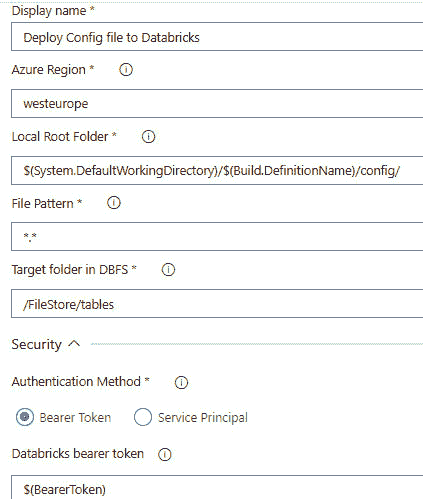 Display name *
Deploy Config file to Databricks
Azure Region *
westeurope
Local Root Folder *
$(System.DefaultWorkingDirectory)/$(Build.DefinitionName)/config/
File Pattern *
*.*
Target folder in DBFS *
/FileStore/tables
Security
Authentication Method *
Bearer Token Service Principal
Databricks bearer token
$(BearerToken)